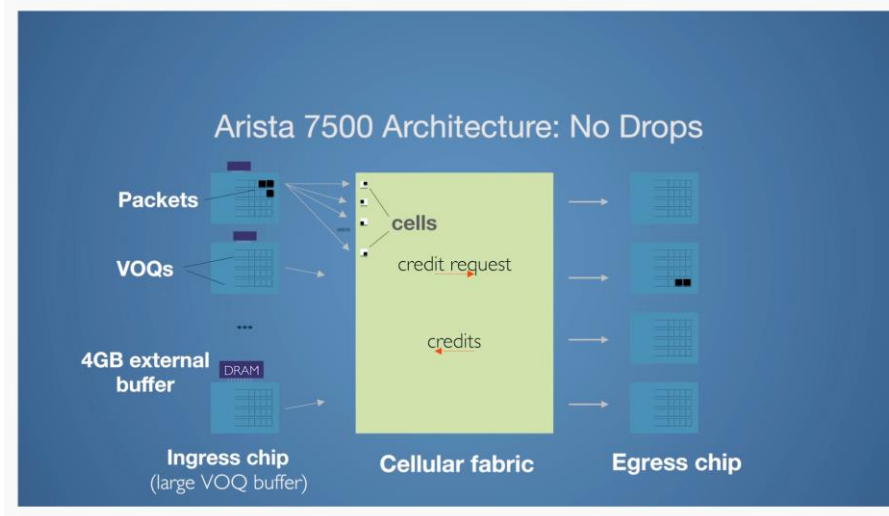 Arista 7500 Architecture: No Drops
Packets
cells
VOQs
credit request
...
credits
4GB external
buffer
DRAM
Ingress chip
(large VOQ buffer)
Cellular fabric
Egress chip